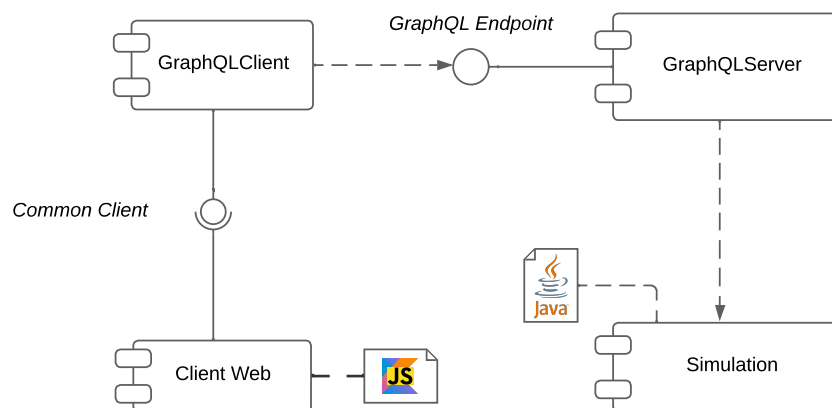 GraphQL Endpoint
GraphQLClient
GraphQLServer
Common Client
Java
Simulation
Client Web
JS